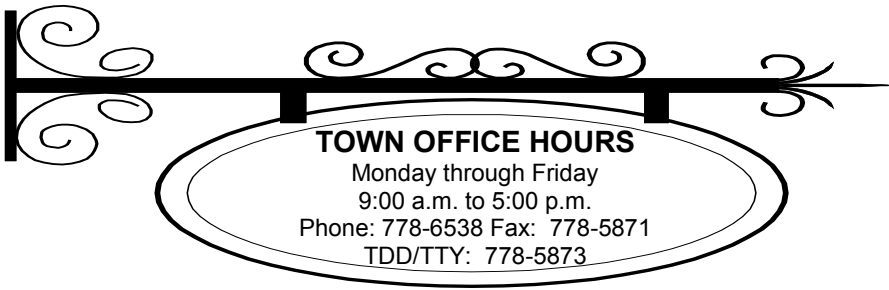 TOWN OFFICE HOURS
Monday through Friday
9:00 a.m. to 5:00 p.m.
Phone: 778-6538 Fax:  778-5871
TDD/TTY:  778-5873